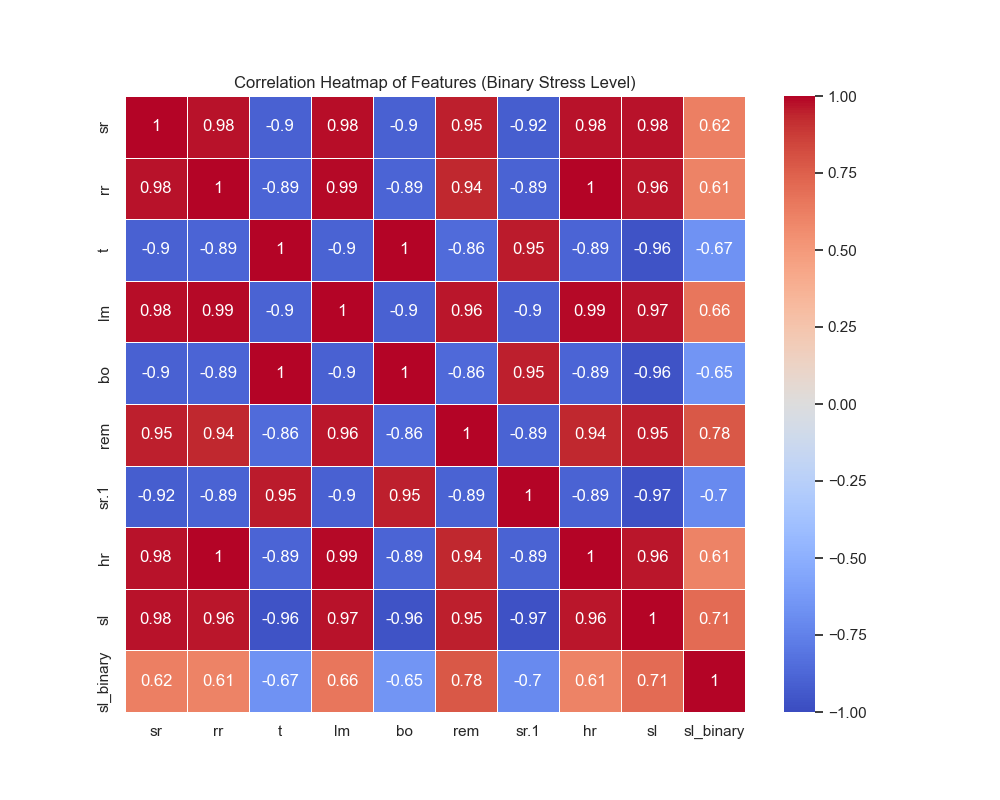 Correlation Heatmap of Features (Binary Stress Level)
sr 1 0.98 -0.9 0.98 -0.9 0.95 -0.92 0.98 0.98 0.62
rr 0.98 1 -0.89 0.99 -0.89 0.94 -0.89 1 0.96 0.61
t -0.9 -0.89 1 -0.9 1 -0.86 0.95 -0.89 -0.96 -0.67
lm 0.98 0.99 -0.9 1 -0.9 0.96 -0.9 0.99 0.97 0.66
bo -0.9 -0.89 1 -0.9 1 -0.86 0.95 -0.89 -0.96 -0.65
rem 0.95 0.94 -0.86 0.96 -0.86 1 -0.89 0.94 0.95 0.78
sr.1 -0.92 -0.89 0.95 -0.9 0.95 -0.89 1 -0.89 -0.97 -0.7
hr 0.98 1 -0.89 0.99 -0.89 0.94 -0.89 1 0.96 0.61
sl 0.98 0.96 -0.96 0.97 -0.96 0.95 -0.97 0.96 1 0.71
sl_binary 0.62 0.61 -0.67 0.66 -0.65 0.78 -0.7 0.61 0.71 1
sr rr t lm bo rem sr.1 hr sl sl_binary
1.00
0.75
0.50
0.25
0.00
−0.25
−0.50
−0.75
−1.00